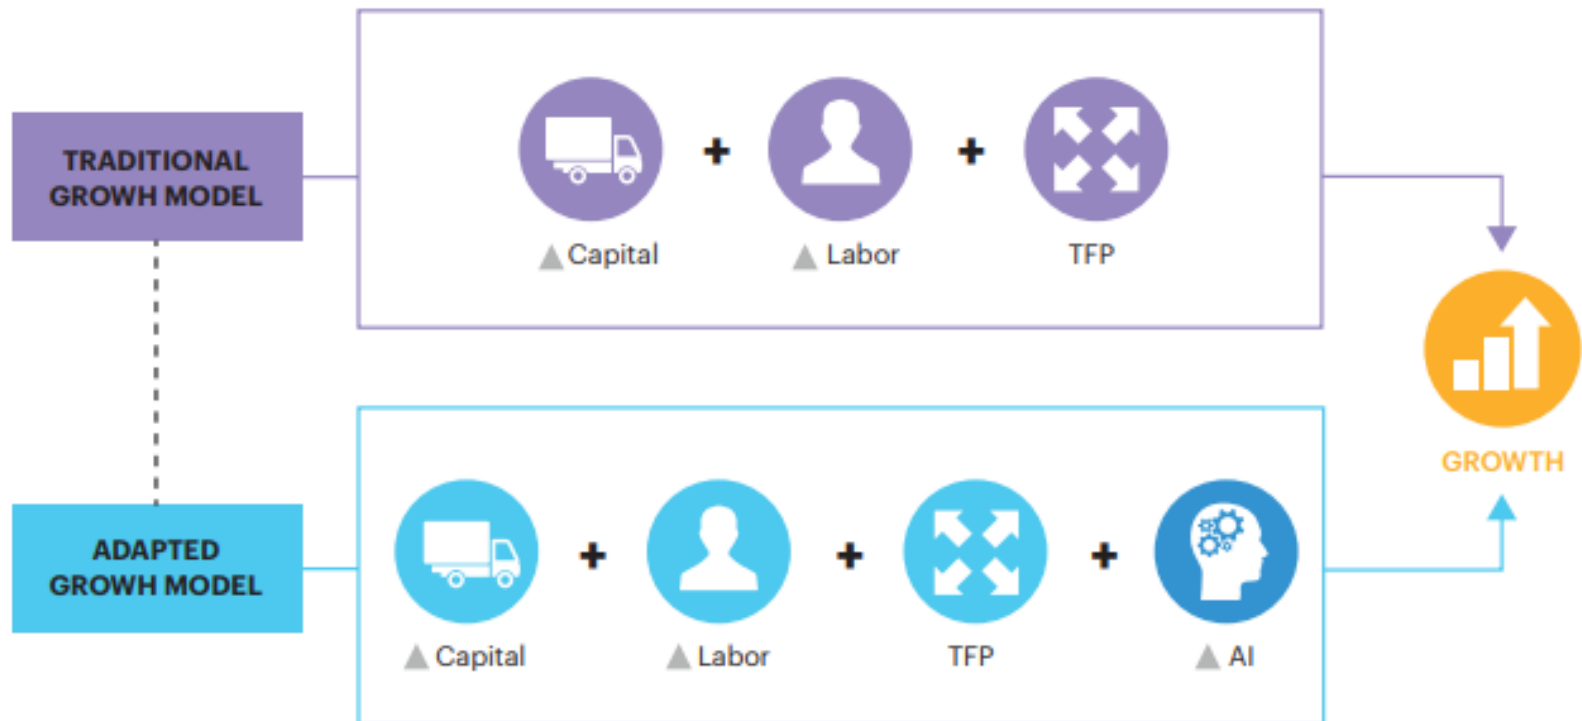 TRADITIONAL
GROWH MODEL
+
+
Capital
Labor
TFP
GROWTH
ADAPTED
GROWH MODEL
+
+
+
Capital
Labor
TFP
AI